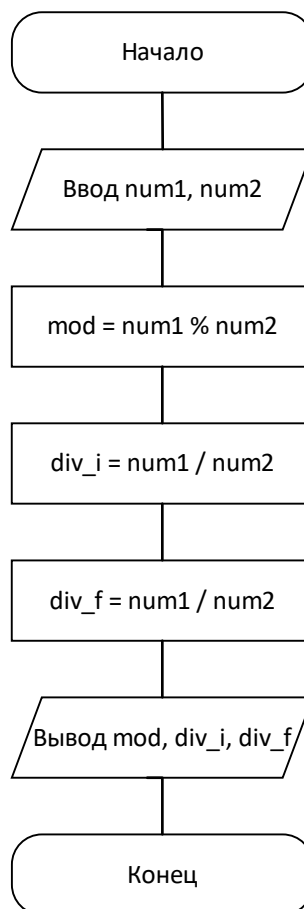 Начало
Ввод num1, num2
mod = num1 % num2
div_i = num1 / num2
div_f = num1 / num2
Вывод mod, div_i, div_f
Конец